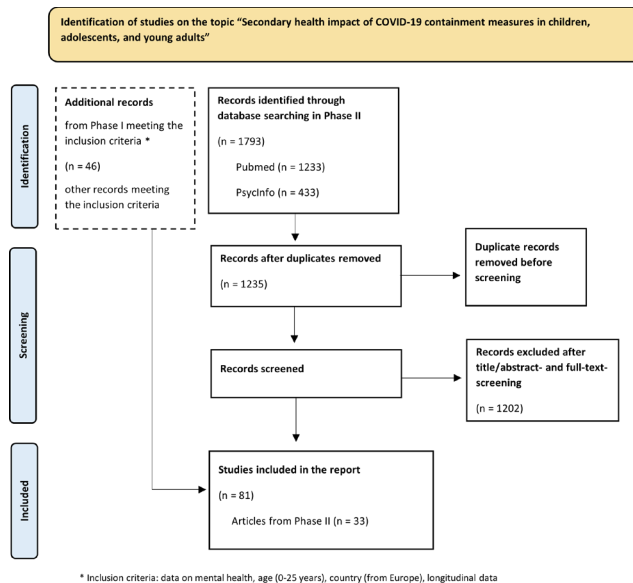 Identification of studies on the topic “Secondary health impact of COVID-19 containment measures in children,
adolescents, and young adults”
Identification
Additional records
from Phase I meeting the
inclusion criteria *
(n = 46)
other records meeting
the inclusion criteria
Records identified through
database searching in Phase II
(n = 1793)
Pubmed (n = 1233)
PsycInfo (n = 433)
Screening
Records after duplicates removed
(n = 1235)
Duplicate records
removed before
screening
Records screened
Records excluded after
title/abstract- and full-text-
screening
(n = 1202)
Included
Studies included in the report
(n = 81)
Articles from Phase II (n = 33)
* Inclusion criteria: data on mental health, age (0-25 years), country (from Europe), longitudinal data